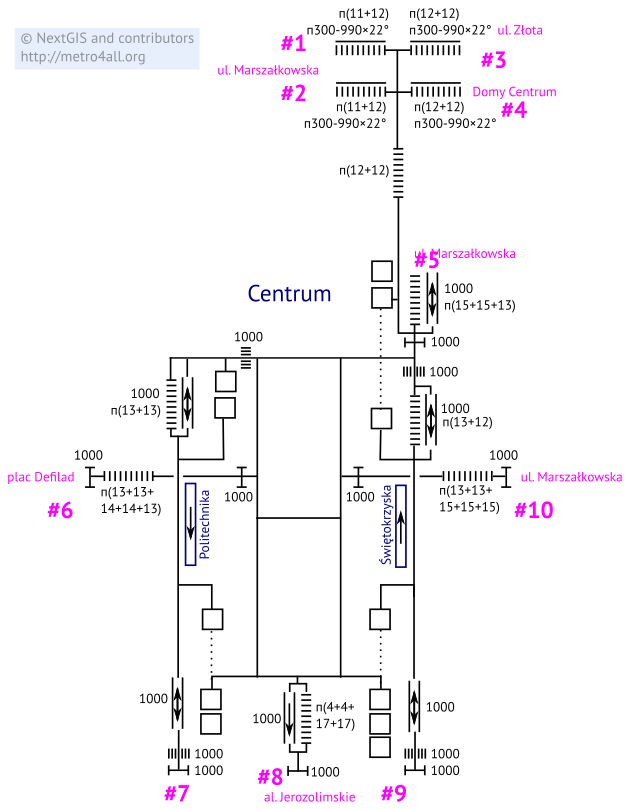 © NextGIS and contributors
http://metro4all.org
п(11+12)
п300-990×22°
#1
п(12+12)
п300-990×22°
ul. Złota
#3
ul. Marszałkowska
#2
п(11+12)
п300-990×22°
Domy Centrum
#4
п(12+12)
п300-990×22°
п(12+12)
ul. Marszałkowska
#5
1000
п(15+15+13)
Centrum
1000
1000
1000
1000
п(13+13)
1000
п(13+12)
plac Defilad
#6
1000
п(13+13+
14+14+13)
1000
1000
1000
п(13+13+
15+15+15)
ul. Marszałkowska
#10
Politechnika
Świętokrzyska
1000
1000
п(4+4+
17+17)
1000
1000
1000
#7
#8
1000
al. Jerozolimskie
1000
1000
#9